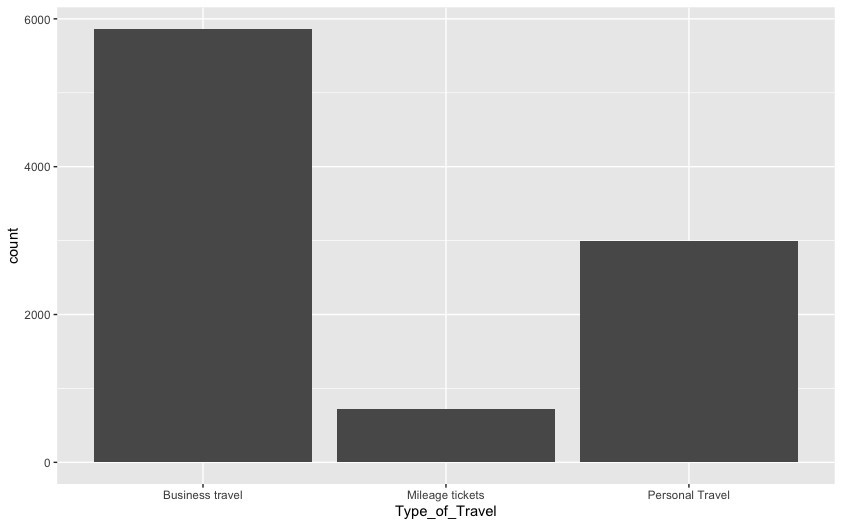 6000
4000
2000
0
count
Business travel
Mileage tickets
Personal Travel
Type_of_Travel